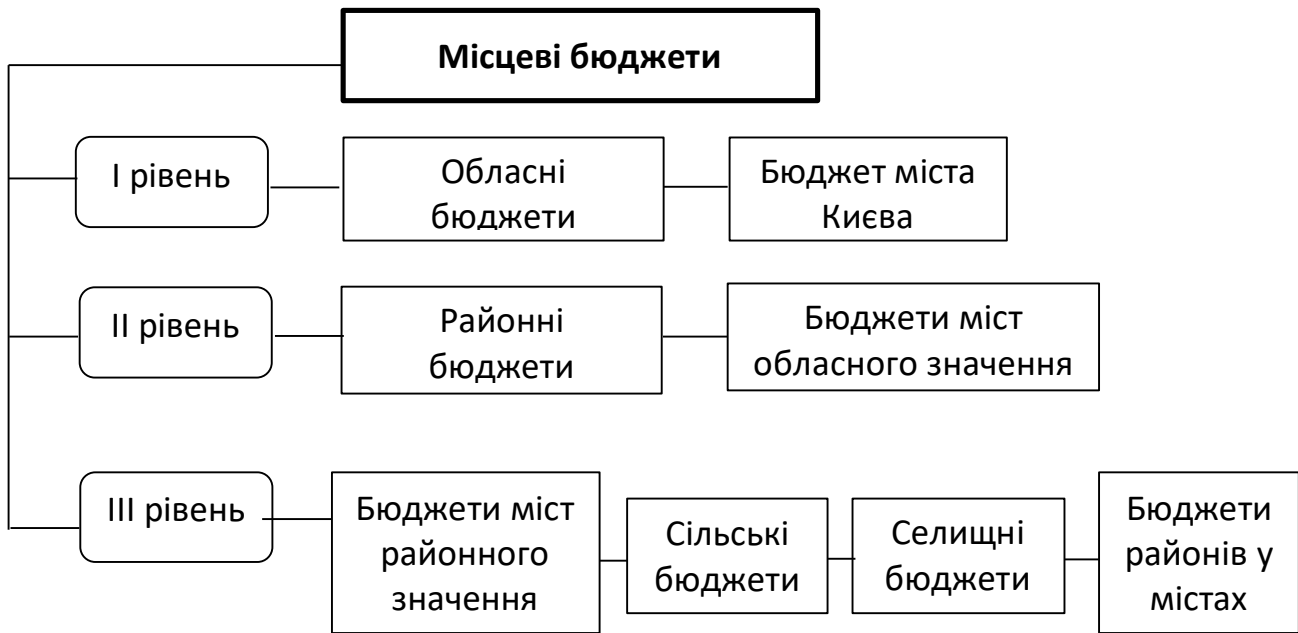 Місцеві бюджети
І рівень
Обласні
бюджети
Бюджет міста
Києва
ІІ рівень
Районні
бюджети
Бюджети міст
обласного значення
ІІІ рівень
Бюджети міст
районного
значення
Сільські
бюджети
Селищні
бюджети
Бюджети
районів у
містах